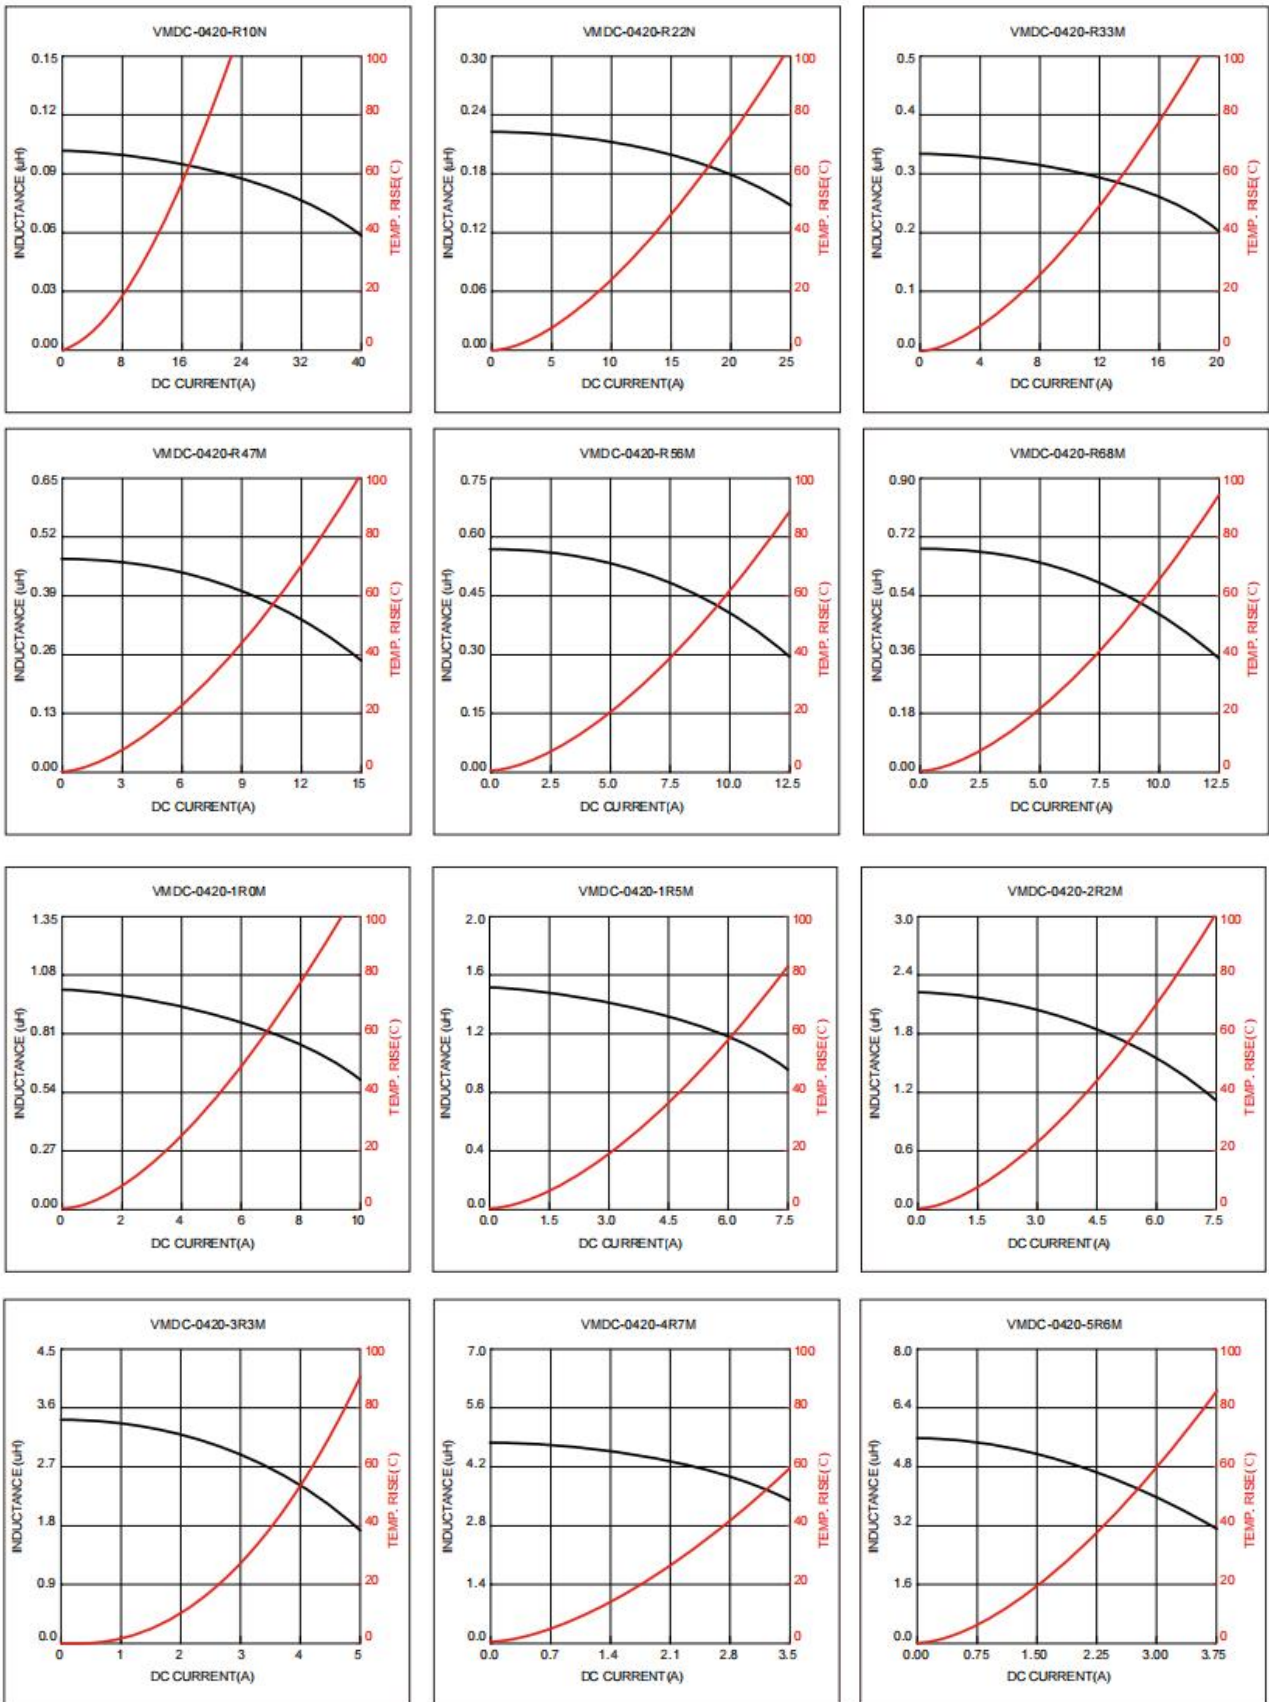 VMDC-0420-R10N
0.15
0.12
0.09
0.06
0.03
0.00
INDUCTANCE (uH)
100
80
60
40
20
0
TEMP. RISE(℃)
0 8 16 24 32 40
DC CURRENT(A)
VMDC-0420-R22N
0.30
0.24
0.18
0.12
0.06
0.00
INDUCTANCE (uH)
100
80
60
40
20
0
TEMP. RISE(℃)
0 5 10 15 20 25
DC CURRENT(A)
VMDC-0420-R33M
0.5
0.4
0.3
0.2
0.1
0.0
INDUCTANCE (uH)
100
80
60
40
20
0
TEMP. RISE(℃)
0 4 8 12 16 20
DC CURRENT(A)
VMDC-0420-R47M
0.65
0.52
0.39
0.26
0.13
0.00
INDUCTANCE (uH)
100
80
60
40
20
0
TEMP. RISE(℃)
0 3 6 9 12 15
DC CURRENT(A)
VMDC-0420-R56M
0.75
0.60
0.45
0.30
0.15
0.00
INDUCTANCE (uH)
100
80
60
40
20
0
TEMP. RISE(℃)
0.0 2.5 5.0 7.5 10.0 12.5
DC CURRENT(A)
VMDC-0420-R68M
0.90
0.72
0.54
0.36
0.18
0.00
INDUCTANCE (uH)
100
80
60
40
20
0
TEMP. RISE(℃)
0.0 2.5 5.0 7.5 10.0 12.5
DC CURRENT(A)
VMDC-0420-1R0M
1.35
1.08
0.81
0.54
0.27
0.00
INDUCTANCE (uH)
100
80
60
40
20
0
TEMP. RISE(℃)
0 2 4 6 8 10
DC CURRENT(A)
VMDC-0420-1R5M
2.0
1.6
1.2
0.8
0.4
0.0
INDUCTANCE (uH)
100
80
60
40
20
0
TEMP. RISE(℃)
0.0 1.5 3.0 4.5 6.0 7.5
DC CURRENT(A)
VMDC-0420-2R2M
3.0
2.4
1.8
1.2
0.6
0.0
INDUCTANCE (uH)
100
80
60
40
20
0
TEMP. RISE(℃)
0.0 1.5 3.0 4.5 6.0 7.5
DC CURRENT(A)
VMDC-0420-3R3M
4.5
3.6
2.7
1.8
0.9
0.0
INDUCTANCE (uH)
100
80
60
40
20
0
TEMP. RISE(℃)
0 1 2 3 4 5
DC CURRENT(A)
VMDC-0420-4R7M
7.0
5.6
4.2
2.8
1.4
0.0
INDUCTANCE (uH)
100
80
60
40
20
0
TEMP. RISE(℃)
0.0 0.7 1.4 2.1 2.8 3.5
DC CURRENT(A)
VMDC-0420-5R6M
8.0
6.4
4.8
3.2
1.6
0.0
INDUCTANCE (uH)
100
80
60
40
20
0
TEMP. RISE(℃)
0.00 0.75 1.50 2.25 3.00 3.75
DC CURRENT(A)